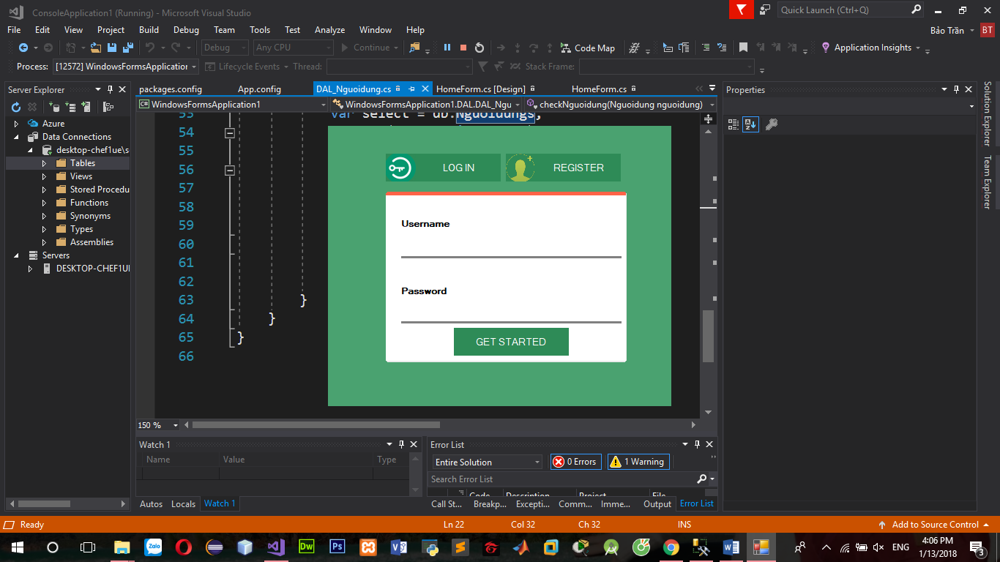 ConsoleApplication1 (Running) - Microsoft Visual Studio
Quick Launch (Ctrl+Q)
File Edit View Project Build Debug Team Tools Test Analyze Window Help
Bảo Trần BT
Debug Any CPU Continue Code Map Application Insights
Process: [12572] WindowsFormsApplication Lifecycle Events Thread: Stack Frame:
Server Explorer
packages.config App.config DAL_Nguoidung.cs HomeForm.cs [Design] HomeForm.cs
Properties
WindowsFormsApplication1 WindowsFormsApplication1.DAL.DAL_Ngu checkNguoidung(Nguoidung nguoidung)
Solution Explorer
Team Explorer
Azure
Data Connections
desktop-chef1ue\s
Tables
Views
Stored Procedu
Functions
Synonyms
Types
Assemblies
Servers
DESKTOP-CHEF1UI
53 var select = db.Nguoidungs;
54
55
56
57
58
59
60
61
62
63 }
64 }
65 }
66
LOG IN REGISTER
Username
Password
GET STARTED
150 %
Watch 1
Name Value Type
Autos Locals Watch 1
Error List
Entire Solution 0 Errors 1 Warning
Search Error List
Code Description Project File
Call St... Breakp... Excepti... Comm... Imme... Output Error List
Ready Ln 22 Col 32 Ch 32 INS Add to Source Control
Zalo Dw Ps
ENG 4:06 PM
1/13/2018
3